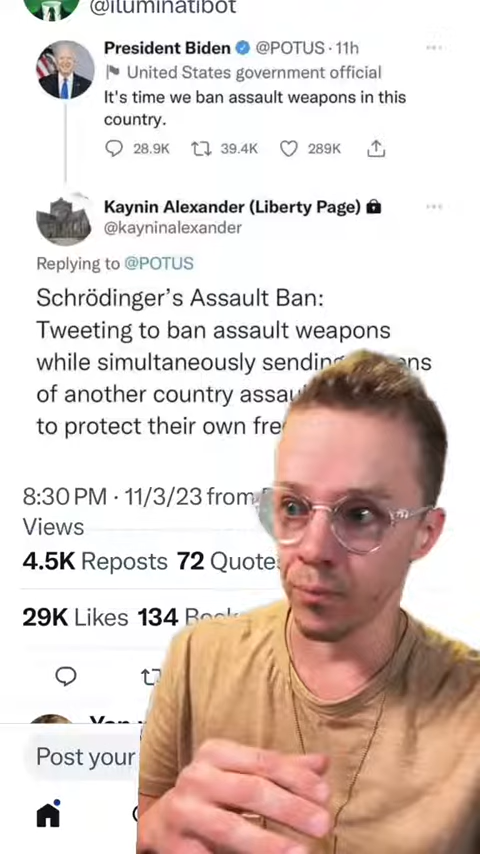 @iluminatibot
President Biden @POTUS · 11h
United States government official
It's time we ban assault weapons in this
country.
28.9K 39.4K 289K
Kaynin Alexander (Liberty Page)
@kayninalexander
Replying to @POTUS
Schrödinger's Assault Ban:
Tweeting to ban assault weapons
while simultaneously sending
of another country
to protect their own
8:30 PM · 11/3/23 from
Views
4.5K Reposts 72
29K Likes 134
Post your